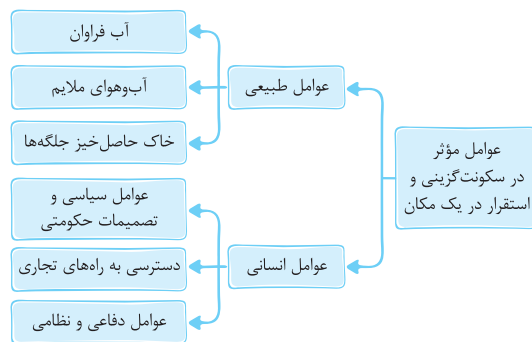 عوامل مؤثر
در سکونت‌گزینی و
استقرار در یک مکان
عوامل طبیعی
آب فراوان
آب‌وهوای ملایم
خاک حاصل‌خیز جلگه‌ها
عوامل انسانی
عوامل سیاسی و
تصمیمات حکومتی
دسترسی به راه‌های تجاری
عوامل دفاعی و نظامی